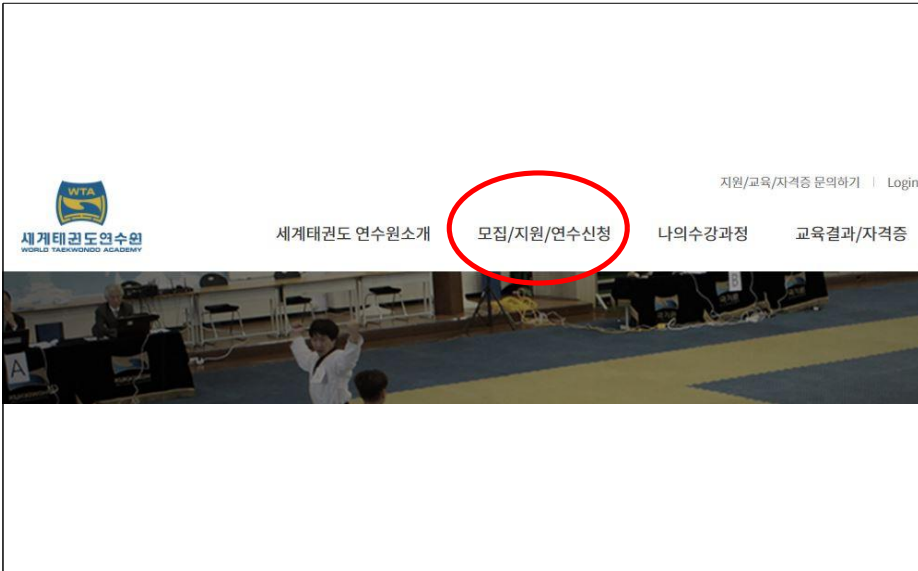 WTA
세계태권도연수원
WORLD TAEKWONDO ACADEMY
지원/교육/자격증 문의하기 | Login
세계태권도 연수원소개 모집/지원/연수신청 나의수강과정 교육결과/자격증
A
B